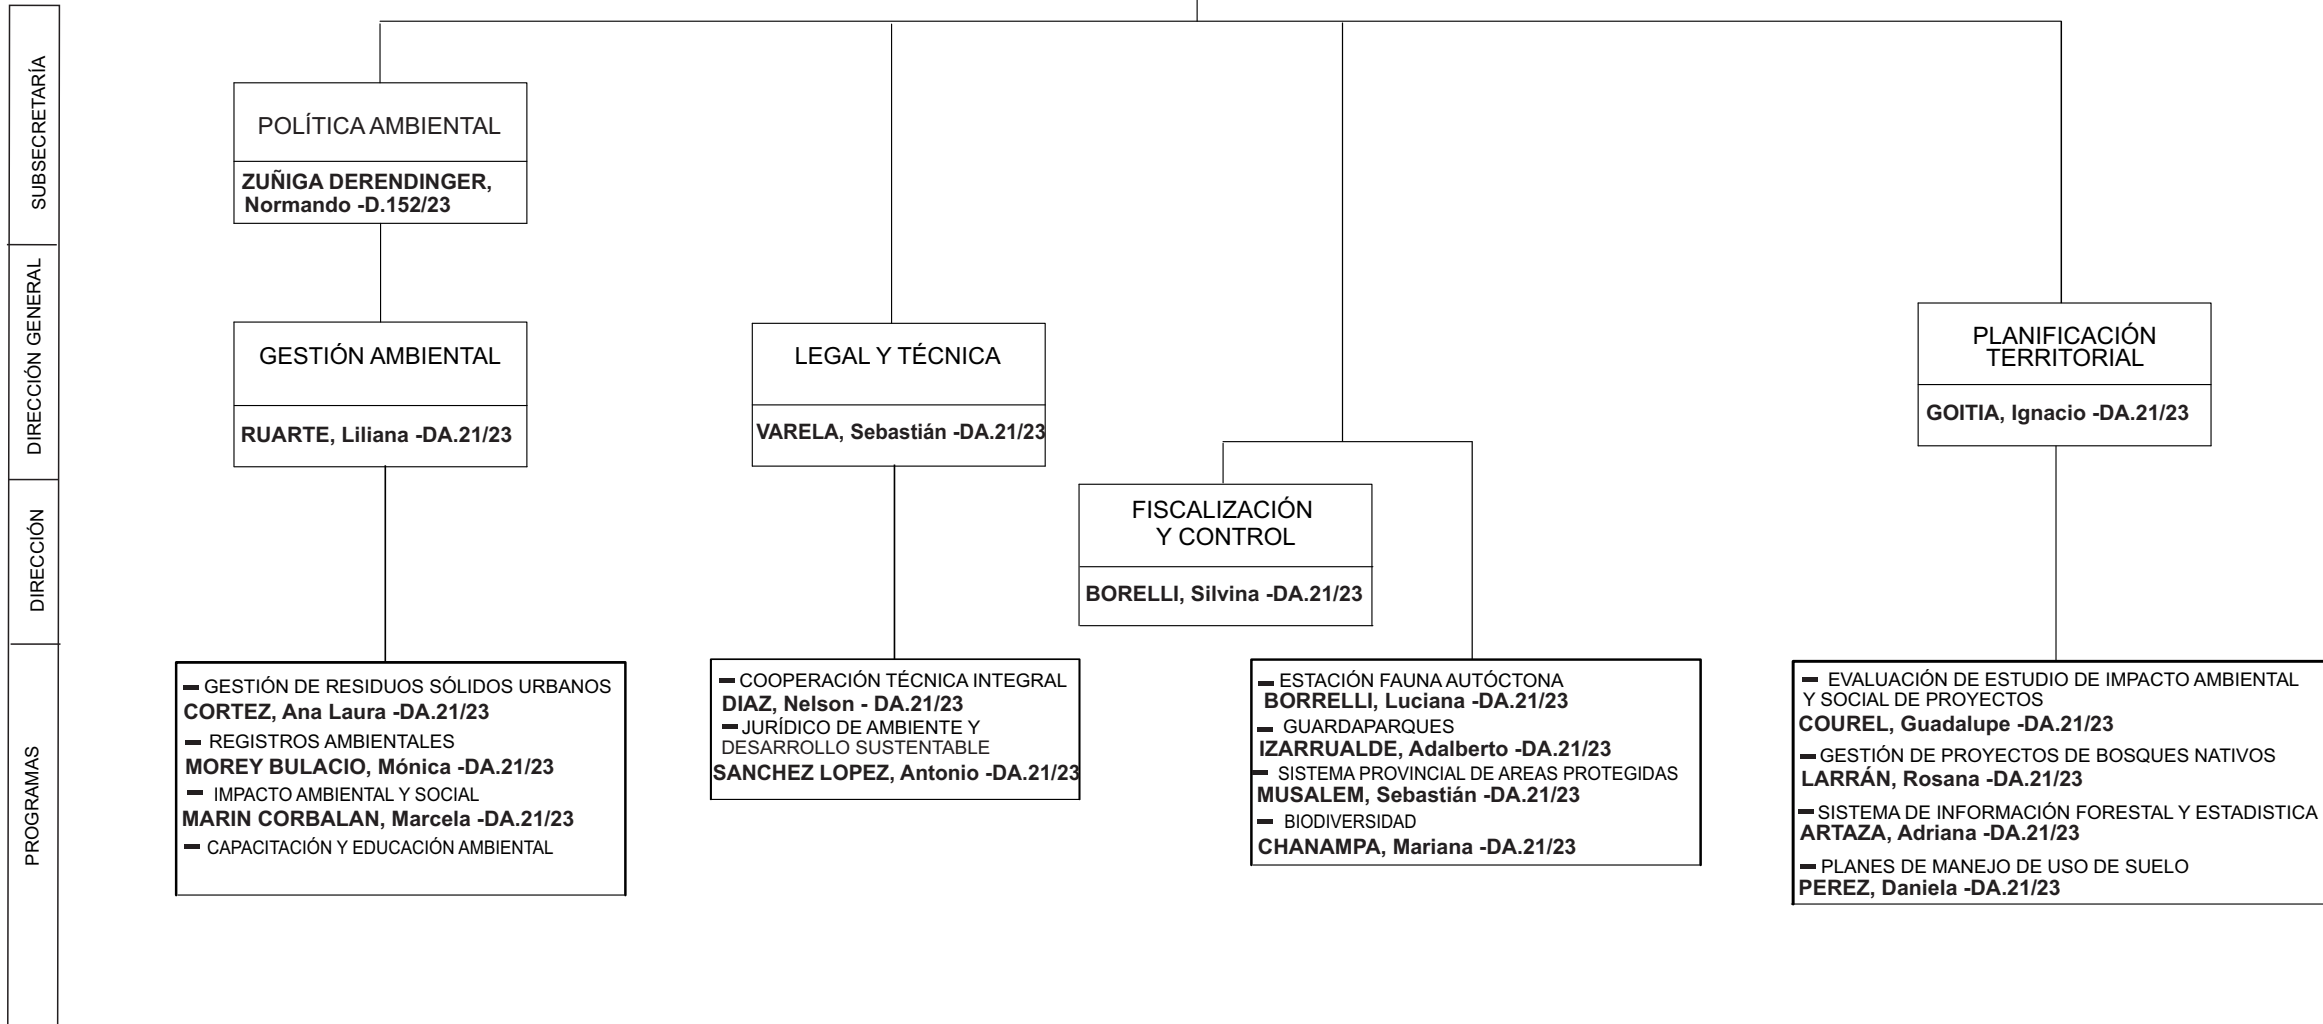 SUBSECRETARÍA
POLÍTICA AMBIENTAL
ZUÑIGA DERENDINGER,
Normando -D.152/23
DIRECCIÓN GENERAL
GESTIÓN AMBIENTAL
RUARTE, Liliana -DA.21/23
LEGAL Y TÉCNICA
VARELA, Sebastián -DA.21/23
PLANIFICACIÓN
TERRITORIAL
GOITIA, Ignacio -DA.21/23
DIRECCIÓN
FISCALIZACIÓN
Y CONTROL
BORELLI, Silvina -DA.21/23
PROGRAMAS
- GESTIÓN DE RESIDUOS SÓLIDOS URBANOS
CORTEZ, Ana Laura -DA.21/23
- REGISTROS AMBIENTALES
MOREY BULACIO, Mónica -DA.21/23
- IMPACTO AMBIENTAL Y SOCIAL
MARIN CORBALAN, Marcela -DA.21/23
- CAPACITACIÓN Y EDUCACIÓN AMBIENTAL
- COOPERACIÓN TÉCNICA INTEGRAL
DIAZ, Nelson - DA.21/23
- JURÍDICO DE AMBIENTE Y
DESARROLLO SUSTENTABLE
SANCHEZ LOPEZ, Antonio -DA.21/23
- ESTACIÓN FAUNA AUTÓCTONA
BORRELLI, Luciana -DA.21/23
- GUARDAPARQUES
IZARRUALDE, Adalberto -DA.21/23
- SISTEMA PROVINCIAL DE AREAS PROTEGIDAS
MUSALEM, Sebastián -DA.21/23
- BIODIVERSIDAD
CHANAMPA, Mariana -DA.21/23
- EVALUACIÓN DE ESTUDIO DE IMPACTO AMBIENTAL
Y SOCIAL DE PROYECTOS
COUREL, Guadalupe -DA.21/23
- GESTIÓN DE PROYECTOS DE BOSQUES NATIVOS
LARRÁN, Rosana -DA.21/23
- SISTEMA DE INFORMACIÓN FORESTAL Y ESTADISTICA
ARTAZA, Adriana -DA.21/23
- PLANES DE MANEJO DE USO DE SUELO
PEREZ, Daniela -DA.21/23